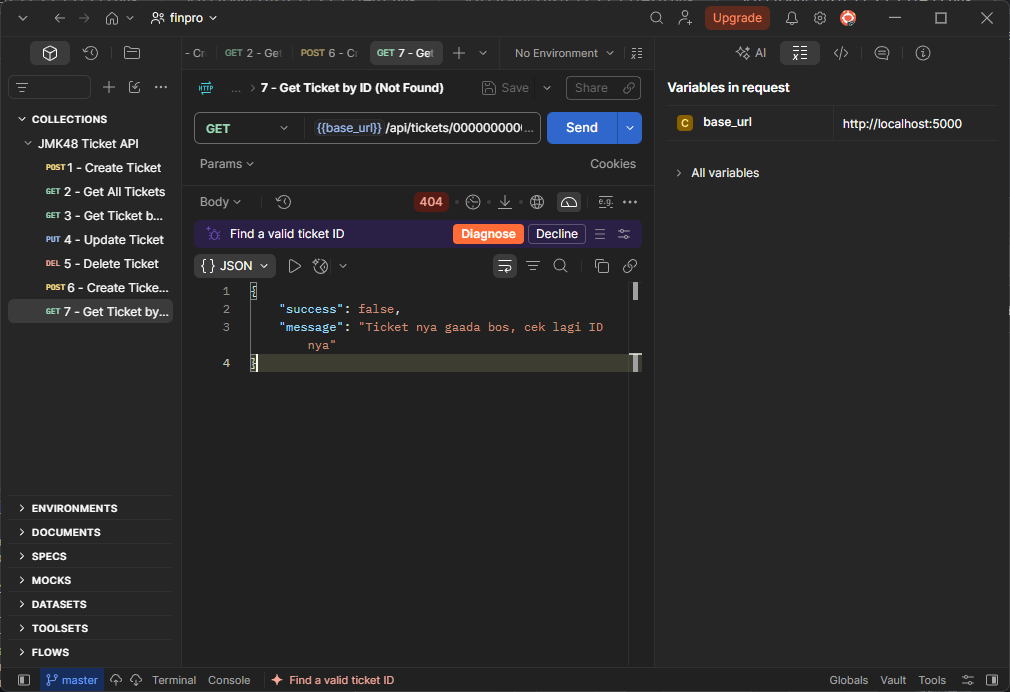 finpro
Upgrade
GET 2 - Get
POST 6 - Cr
GET 7 - Get
No Environment
AI
HTTP
... > 7 - Get Ticket by ID (Not Found)
Save
Share
Variables in request
COLLECTIONS
JMK48 Ticket API
POST 1 - Create Ticket
GET 2 - Get All Tickets
GET 3 - Get Ticket b...
PUT 4 - Update Ticket
DEL 5 - Delete Ticket
POST 6 - Create Ticke...
GET 7 - Get Ticket by...
GET
{{base_url}} /api/tickets/0000000000...
Send
C base_url
http://localhost:5000
Params
Cookies
All variables
Body
404
e.g.
Find a valid ticket ID
Diagnose
Decline
{} JSON
1 {
2 "success": false,
3 "message": "Ticket nya gaada bos, cek lagi ID
nya"
4 }
ENVIRONMENTS
DOCUMENTS
SPECS
MOCKS
DATASETS
TOOLSETS
FLOWS
master
Terminal
Console
Find a valid ticket ID
Globals
Vault
Tools